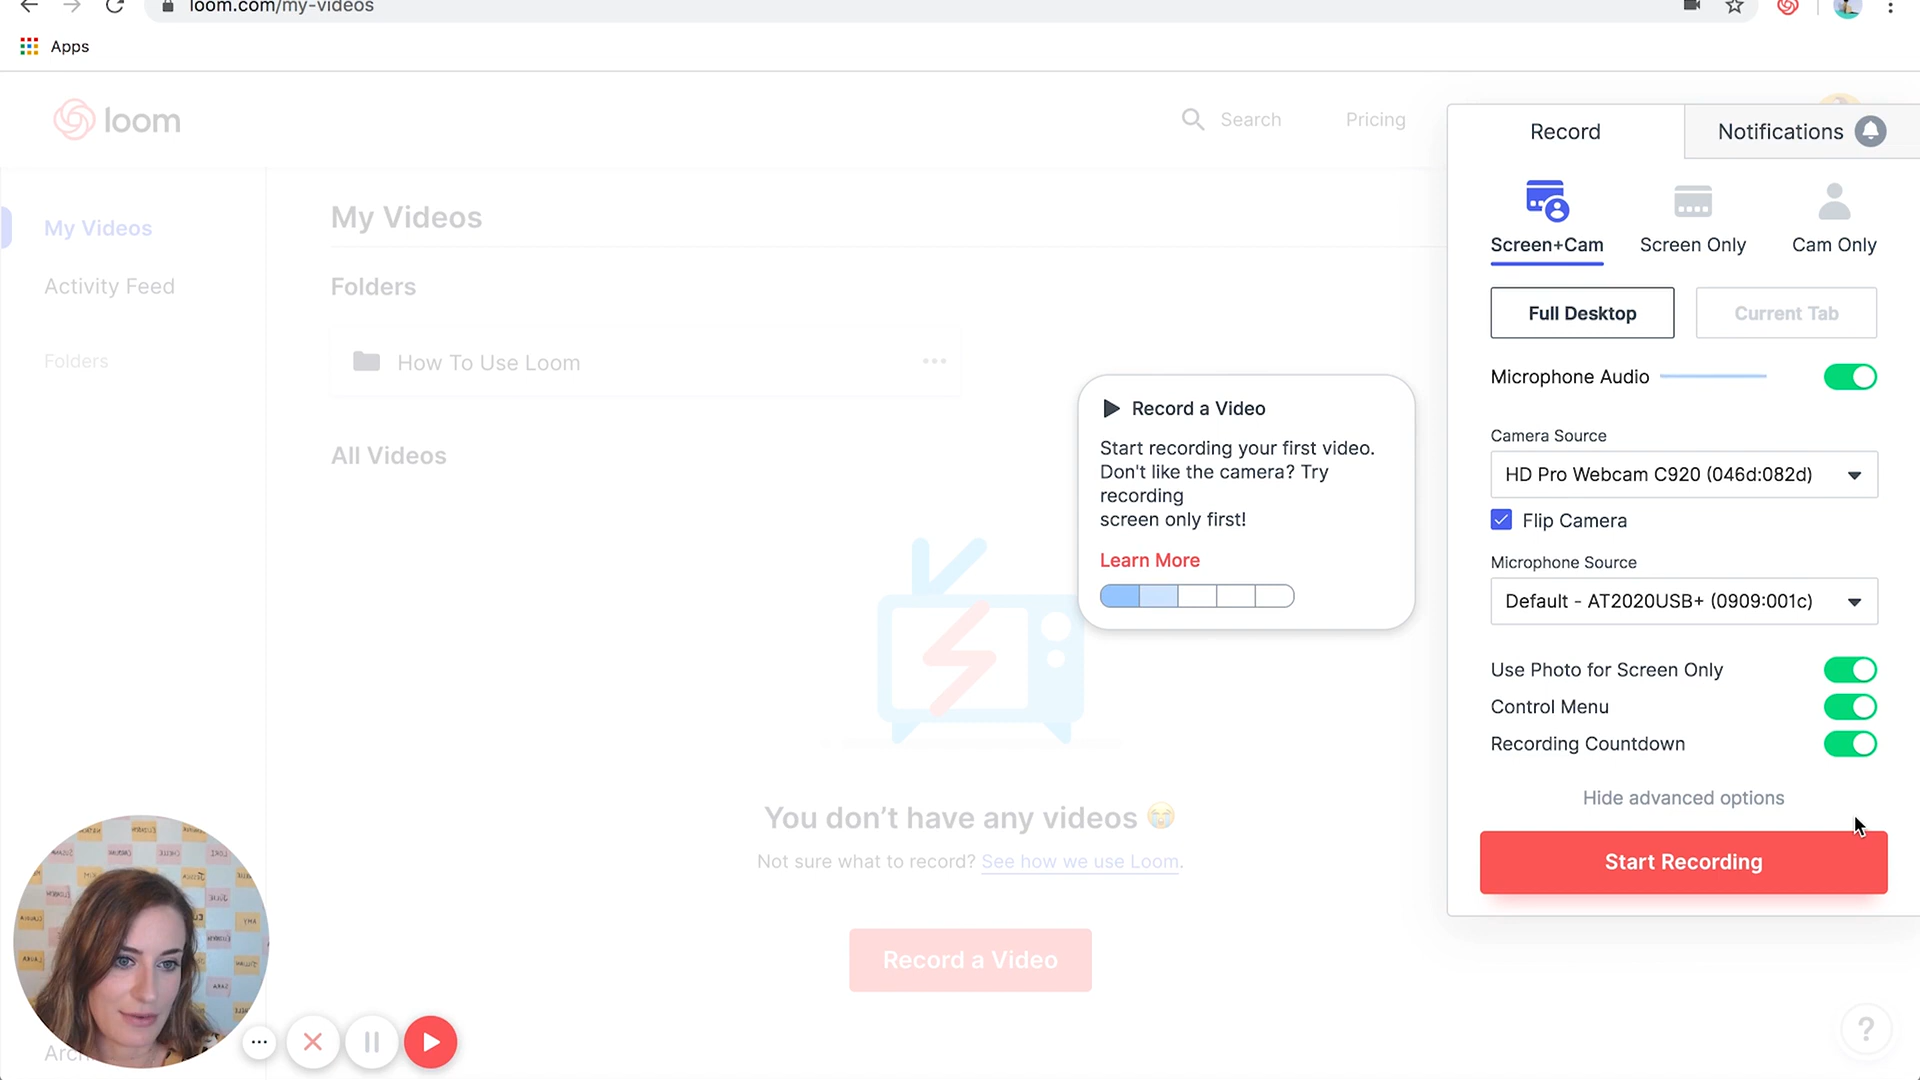 loom.com/my-videos
Apps
loom
Search
Pricing
Record
Notifications
My Videos
Activity Feed
Folders
My Videos
Folders
How To Use Loom
All Videos
Screen+Cam
Screen Only
Cam Only
Full Desktop
Current Tab
Microphone Audio
Camera Source
HD Pro Webcam C920 (046d:082d)
Flip Camera
Microphone Source
Default - AT2020USB+ (0909:001c)
Use Photo for Screen Only
Control Menu
Recording Countdown
Hide advanced options
Start Recording
Record a Video
Start recording your first video.
Don't like the camera? Try
recording
screen only first!
Learn More
You don’t have any videos 😭
Not sure what to record? See how we use Loom.
Record a Video
?